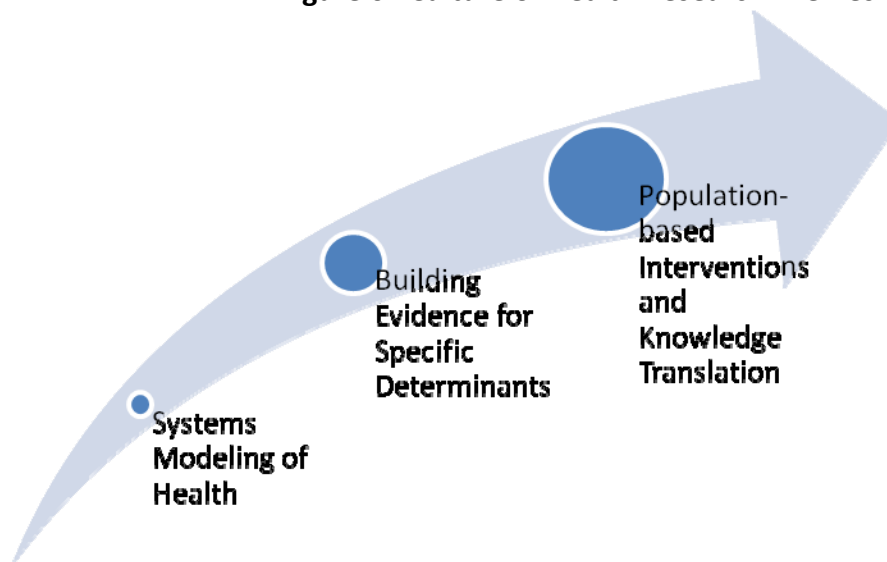 Systems
Modeling of
Health
Building
Evidence for
Specific
Determinants
Population-
based
Interventions
and
Knowledge
Translation